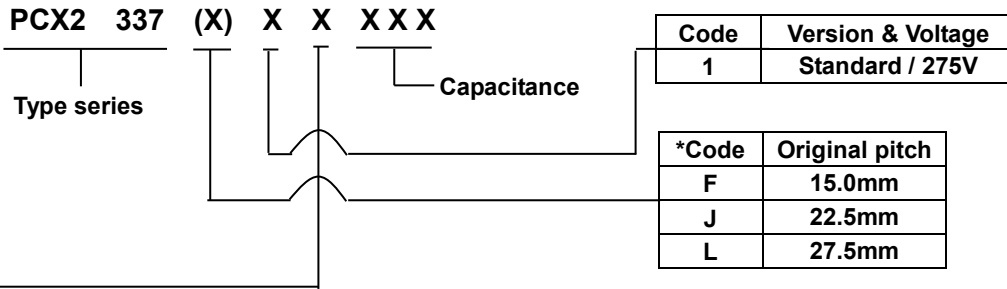 PCX2 337 (X) X X X X X
Type series
Capacitance
Code Version & Voltage
1 Standard / 275V
*Code Original pitch
F 15.0mm
J 22.5mm
L 27.5mm